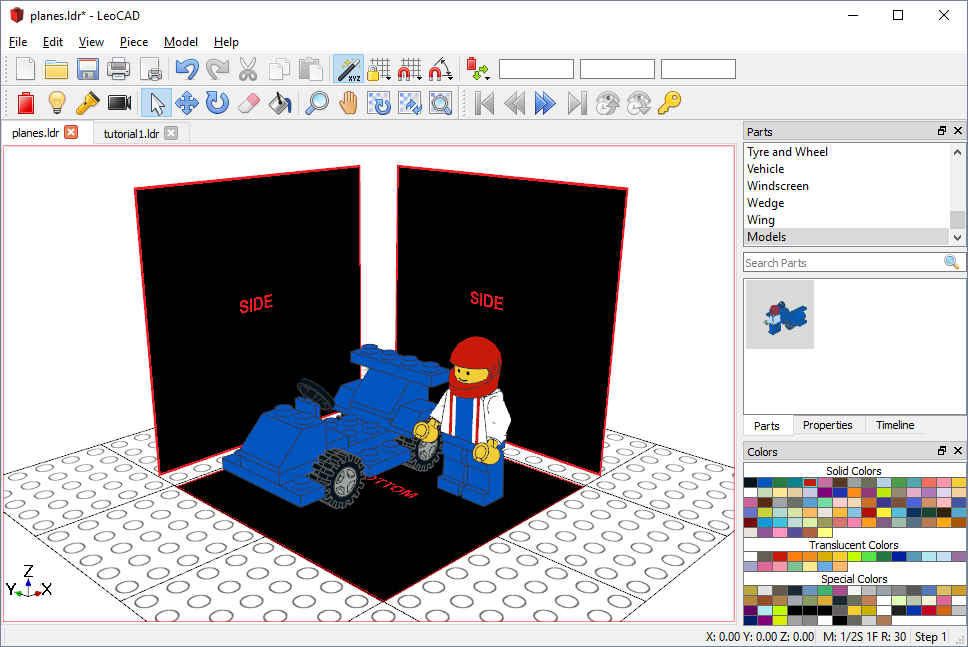 planes.ldr* - LeoCAD
File Edit View Piece Model Help
XYZ
planes.ldr tutorial1.ldr
SIDE
SIDE
OTTOM
Z
Y X
Parts
Tyre and Wheel
Vehicle
Windscreen
Wedge
Wing
Models
Search Parts
Parts Properties Timeline
Colors
Solid Colors
Translucent Colors
Special Colors
X: 0.00 Y: 0.00 Z: 0.00 M: 1/2S 1F R: 30 Step 1